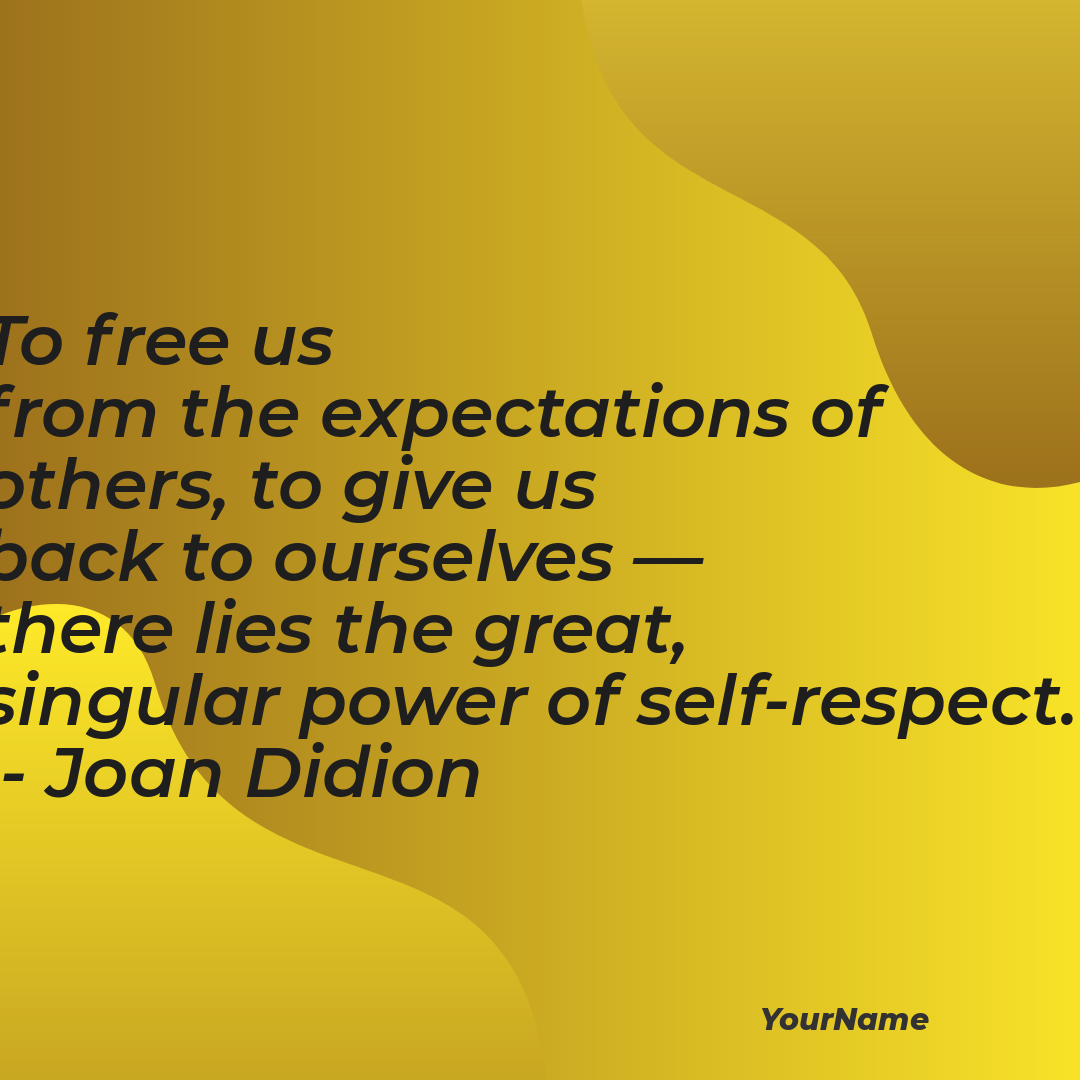 To free us
from the expectations of
others, to give us
back to ourselves —
there lies the great,
singular power of self-respect.
- Joan Didion
YourName